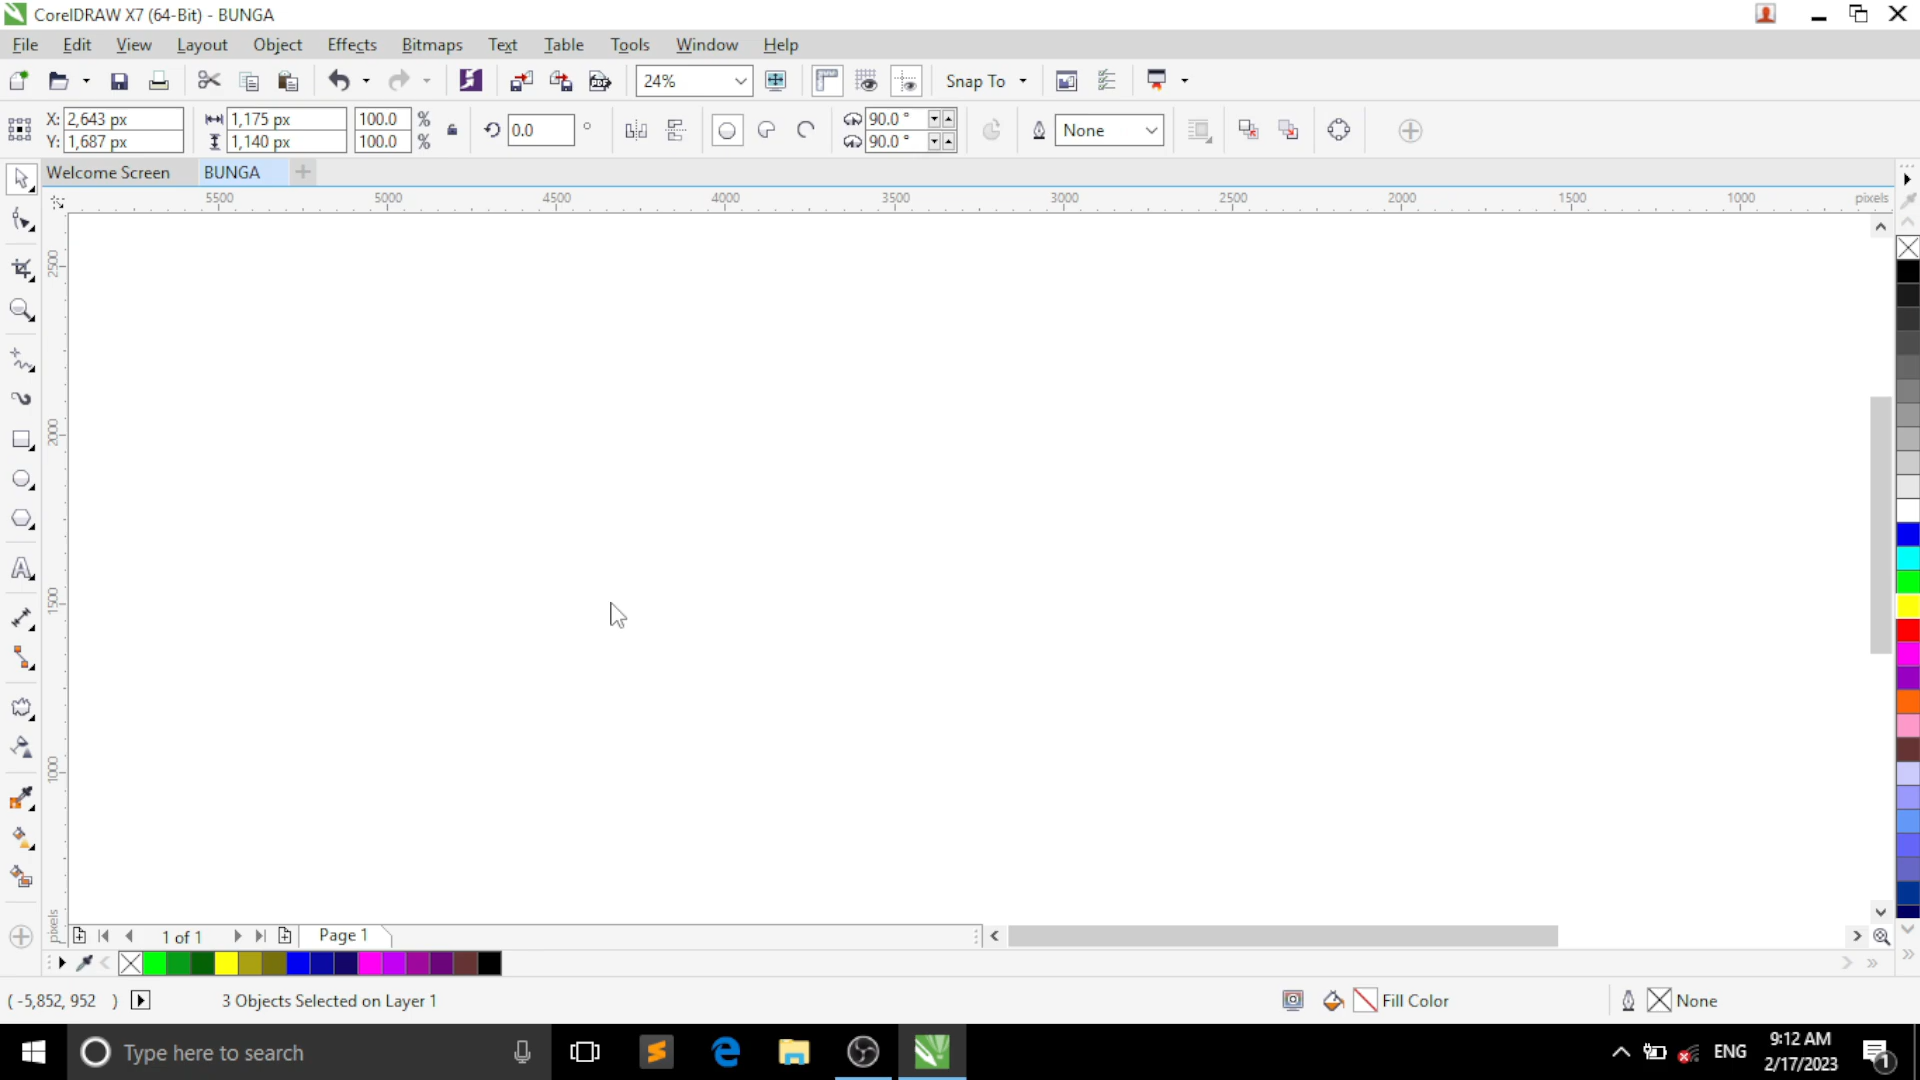 CorelDRAW X7 (64-Bit) - BUNGA
File Edit View Layout Object Effects Bitmaps Text Table Tools Window Help
24% Snap To
X: 2,643 px 1,175 px 100.0 % 0.0 ° 90.0 ° None
Y: 1,687 px 1,140 px 100.0 % 90.0 °
Welcome Screen BUNGA
5500 5000 4500 4000 3500 3000 2500 2000 1500 1000 pixels
2500
2000
1500
1000
pixels
1 of 1 Page 1
( -5,852, 952 ) 3 Objects Selected on Layer 1 Fill Color None
Type here to search ENG 9:12 AM
2/17/2023 1